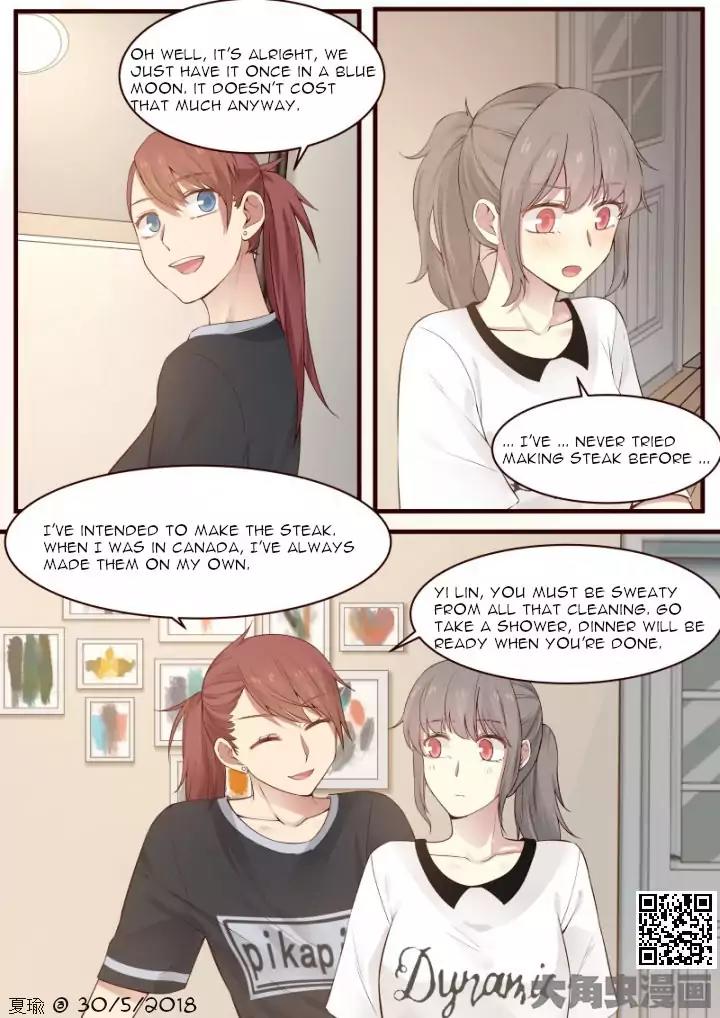 OH WELL, IT'S ALRIGHT, WE
JUST HAVE IT ONCE IN A BLUE
MOON. IT DOESN'T COST
THAT MUCH ANYWAY.
... I'VE ... NEVER TRIED
MAKING STEAK BEFORE ...
I'VE INTENDED TO MAKE THE STEAK.
WHEN I WAS IN CANADA, I'VE ALWAYS
MADE THEM ON MY OWN.
YI LIN, YOU MUST BE SWEATY
FROM ALL THAT CLEANING. GO
TAKE A SHOWER, DINNER WILL BE
READY WHEN YOU'RE DONE.
pikapi
Dynamic
大角虫漫画
夏瑜 ③ 30/5/2018